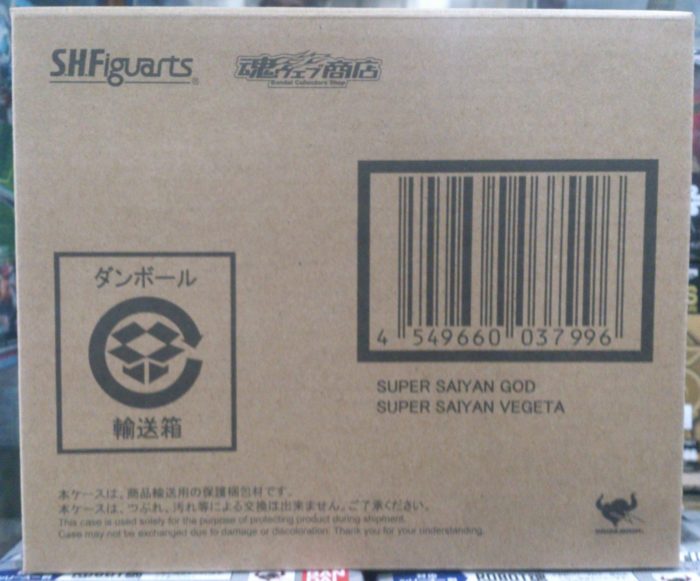 S.H.Figuarts®
魂ウェブ商店
Bandai Collectors Shop
4 549660 037996
SUPER SAIYAN GOD
SUPER SAIYAN VEGETA
ダンボール
輸送箱
本ケースは、商品輸送用の保護梱包材です。
本ケースは、つぶれ、汚れ等による交換は出来ません。ご了承ください。
This case is used solely for the purpose of protecting product during shipment.
Case may not be exchanged due to damage or discoloration. Thank you for your understanding.